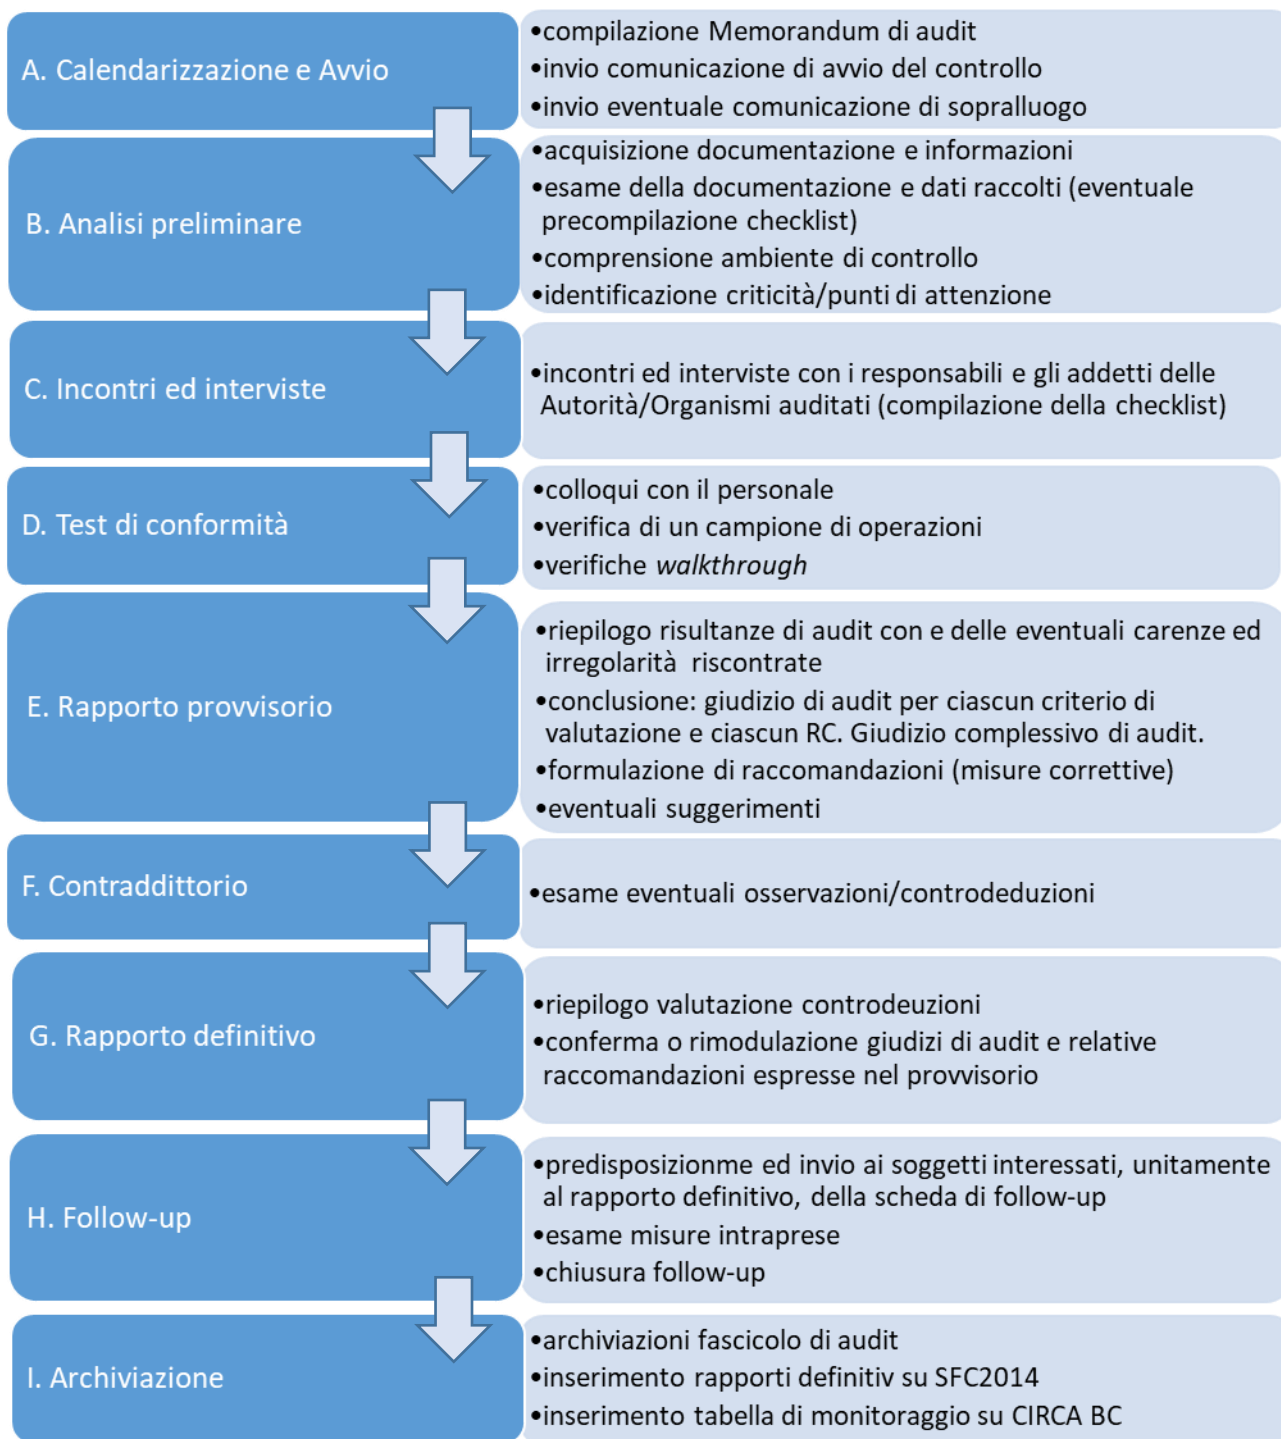 A. Calendarizzazione e Avvio
•compilazione Memorandum di audit
•invio comunicazione di avvio del controllo
•invio eventuale comunicazione di sopralluogo
B. Analisi preliminare
•acquisizione documentazione e informazioni
•esame della documentazione e dati raccolti (eventuale
precompilazione checklist)
•comprensione ambiente di controllo
•identificazione criticità/punti di attenzione
C. Incontri ed interviste
•incontri ed interviste con i responsabili e gli addetti delle
Autorità/Organismi auditati (compilazione della checklist)
D. Test di conformità
•colloqui con il personale
•verifica di un campione di operazioni
•verifiche walkthrough
E. Rapporto provvisorio
•riepilogo risultanze di audit con e delle eventuali carenze ed
irregolarità riscontrate
•conclusione: giudizio di audit per ciascun criterio di
valutazione e ciascun RC. Giudizio complessivo di audit.
•formulazione di raccomandazioni (misure correttive)
•eventuali suggerimenti
F. Contraddittorio
•esame eventuali osservazioni/controdeduzioni
G. Rapporto definitivo
•riepilogo valutazione controdeuzioni
•conferma o rimodulazione giudizi di audit e relative
raccomandazioni espresse nel provvisorio
H. Follow-up
•predisposizionme ed invio ai soggetti interessati, unitamente
al rapporto definitivo, della scheda di follow-up
•esame misure intraprese
•chiusura follow-up
I. Archiviazione
•archiviazioni fascicolo di audit
•inserimento rapporti definitiv su SFC2014
•inserimento tabella di monitoraggio su CIRCA BC